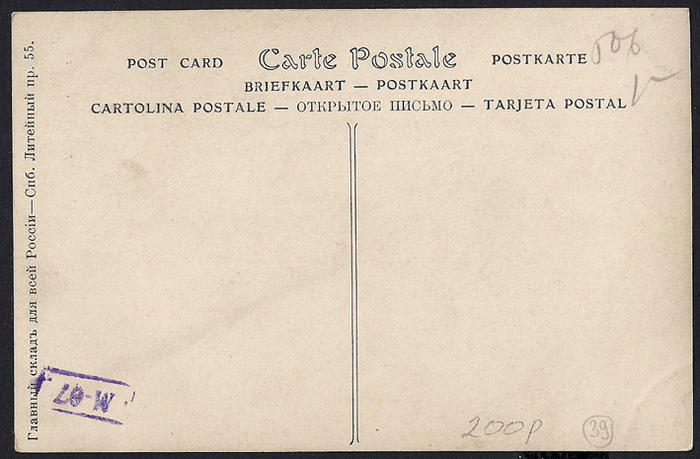 POST CARD Carte Postale POSTKARTE
BRIEFKAART — POSTKAART
CARTOLINA POSTALE — ОТКРЫТОЕ ПИСЬМО — TARJETA POSTAL
Главный складъ для всей Россіи—Спб. Литейный пр. 55.
М-07
200р
39